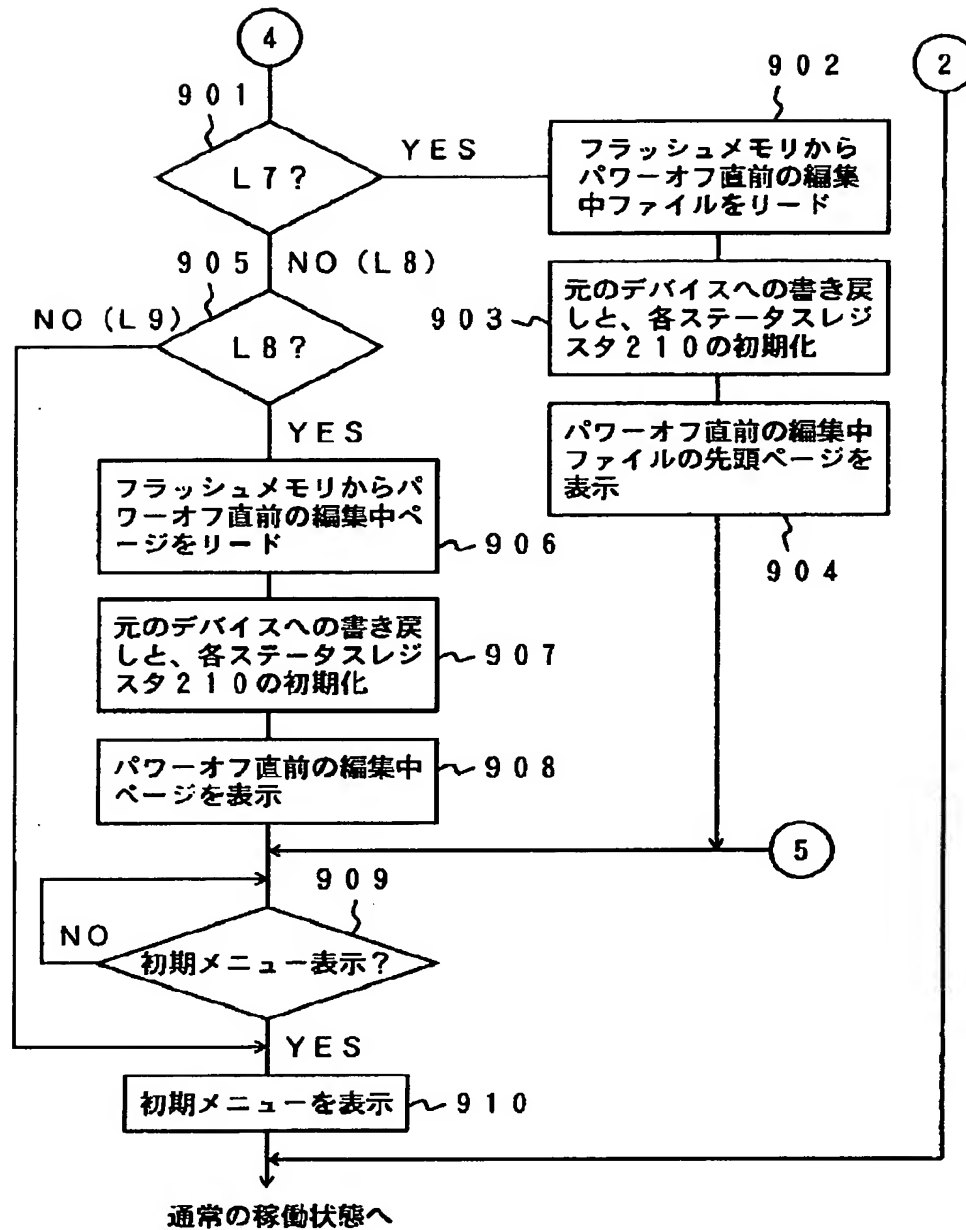 4
901
L7?
YES
902
2
フラッシュメモリから
パワーオフ直前の編集
中ファイルをリード
905
NO (L8)
NO (L9)
L8?
903
元のデバイスへの書き戻
しと、各ステータスレジ
スタ210の初期化
YES
パワーオフ直前の編集中
ファイルの先頭ページを
表示
904
フラッシュメモリからパ
ワーオフ直前の編集中ペ
ージをリード
906
元のデバイスへの書き戻
しと、各ステータスレジ
スタ210の初期化
907
パワーオフ直前の編集中
ページを表示
908
5
909
NO
初期メニュー表示?
YES
初期メニューを表示
910
通常の稼働状態へ